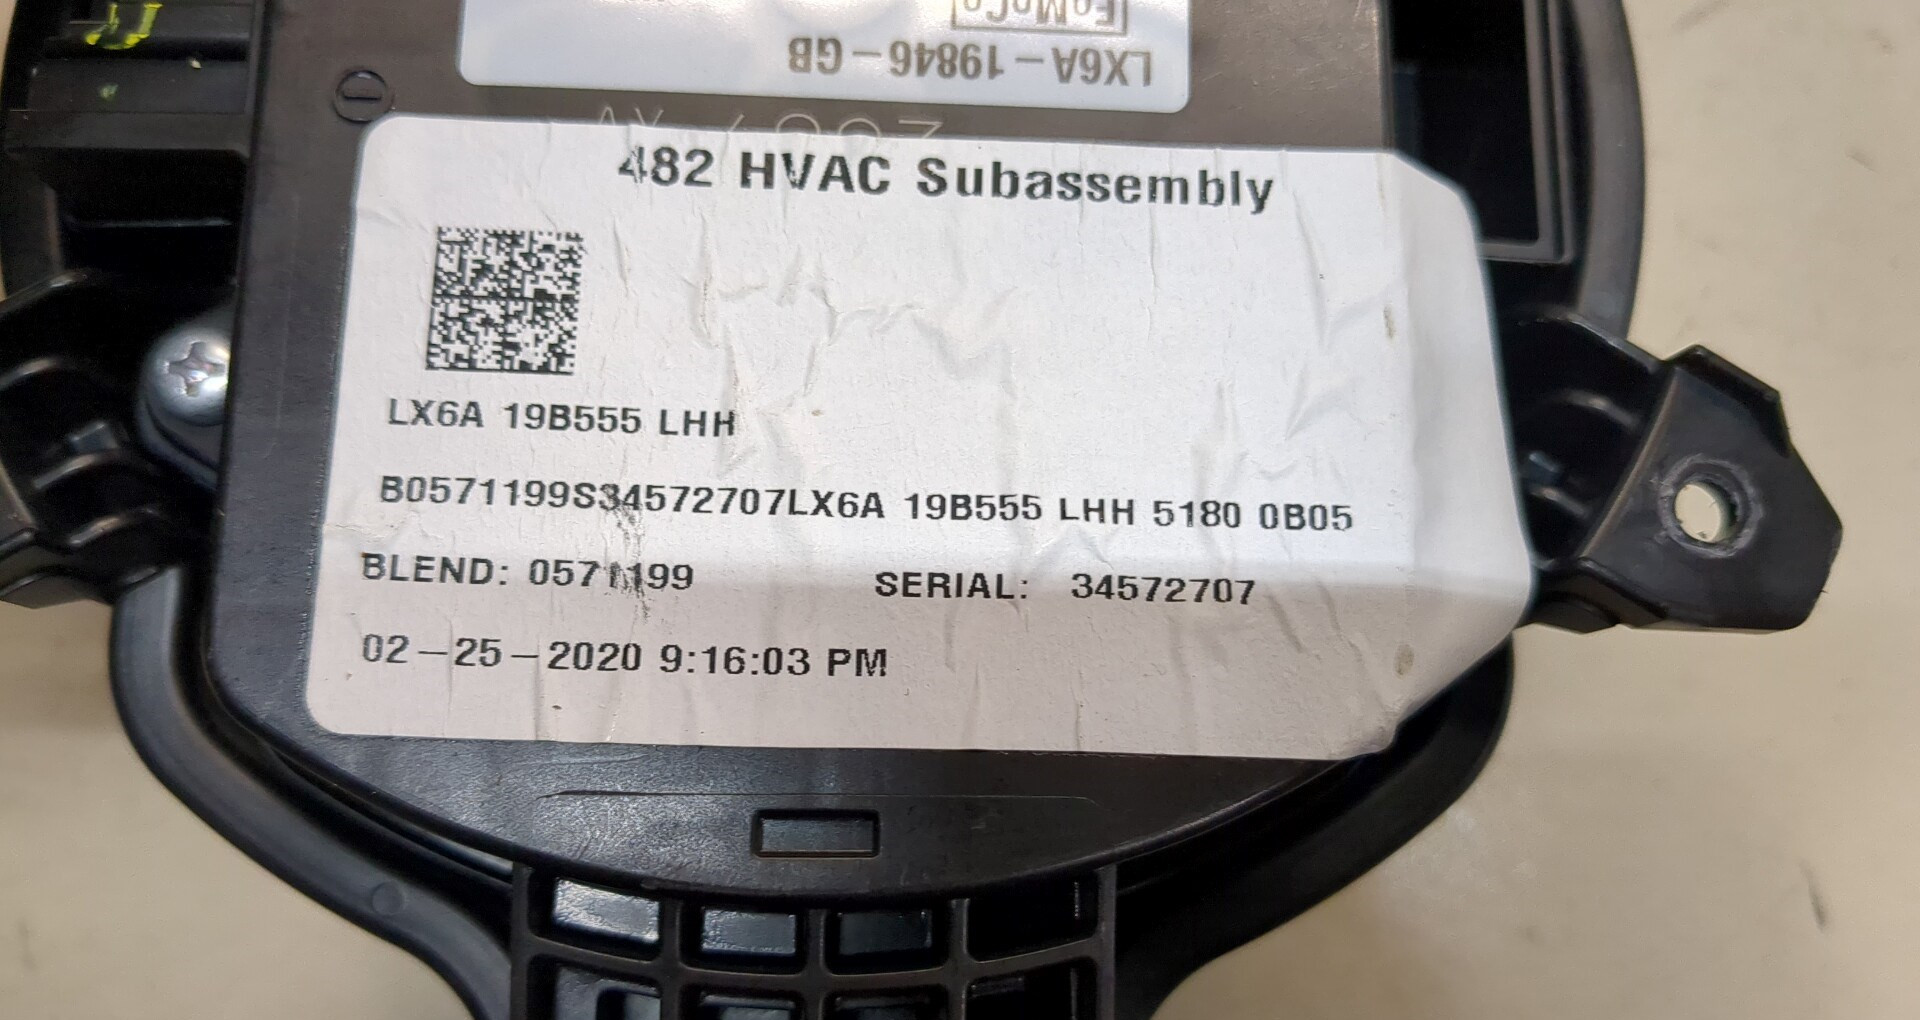 FoMoCo
LX6A-19846-GB
482 HVAC Subassembly
LX6A 19B555 LHH
B0571199S34572707LX6A 19B555 LHH 5180 0B05
BLEND: 0571199 SERIAL: 34572707
02-25-2020 9:16:03 PM